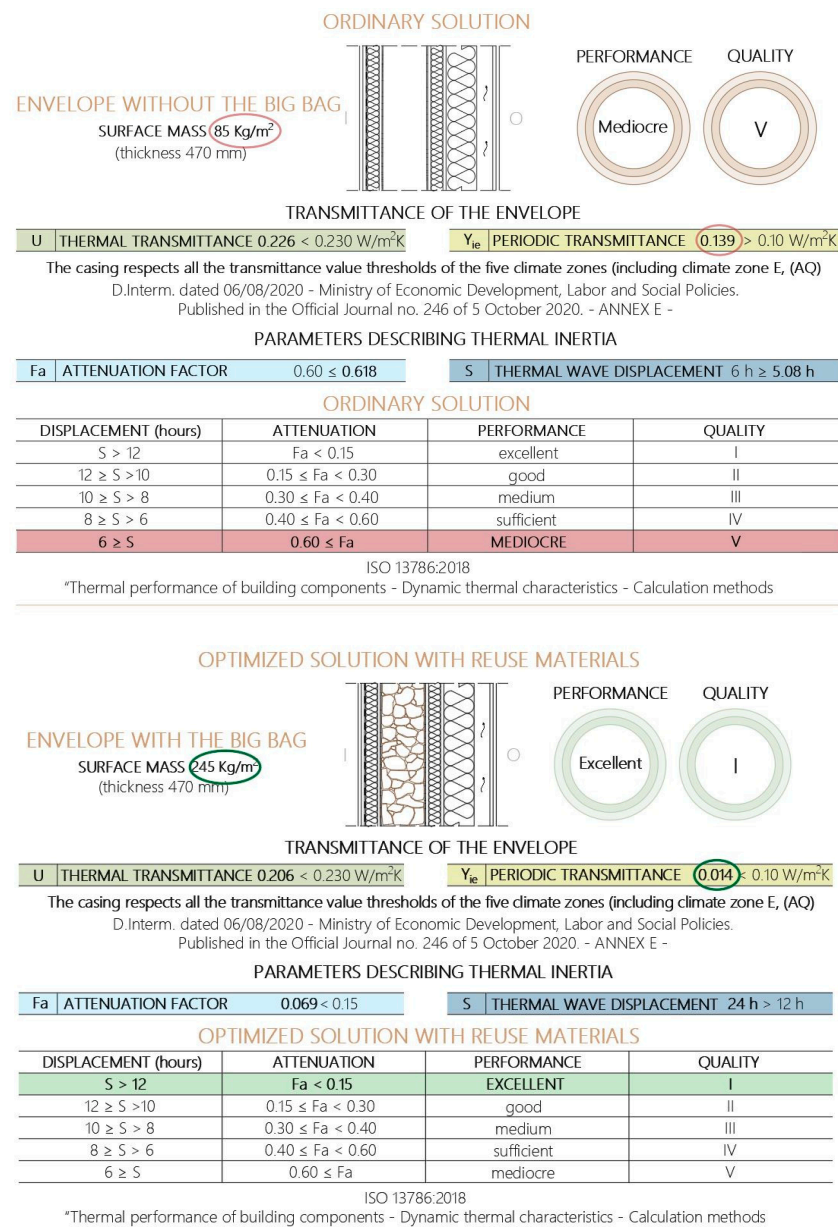 ORDINARY SOLUTION
PERFORMANCE QUALITY
ENVELOPE WITHOUT THE BIG BAG
SURFACE MASS 85 Kg/m²
(thickness 470 mm)
I O
Mediocre V
TRANSMITTANCE OF THE ENVELOPE
U THERMAL TRANSMITTANCE 0.226 < 0.230 W/m²K Yie PERIODIC TRANSMITTANCE 0.139 > 0.10 W/m²K
The casing respects all the transmittance value thresholds of the five climate zones (including climate zone E, (AQ)
D.Interm. dated 06/08/2020 - Ministry of Economic Development, Labor and Social Policies.
Published in the Official Journal no. 246 of 5 October 2020. - ANNEX E -
PARAMETERS DESCRIBING THERMAL INERTIA
Fa ATTENUATION FACTOR 0.60 ≤ 0.618 S THERMAL WAVE DISPLACEMENT 6 h ≥ 5.08 h
ORDINARY SOLUTION
DISPLACEMENT (hours) ATTENUATION PERFORMANCE QUALITY
S > 12 Fa < 0.15 excellent I
12 ≥ S >10 0.15 ≤ Fa < 0.30 good II
10 ≥ S > 8 0.30 ≤ Fa < 0.40 medium III
8 ≥ S > 6 0.40 ≤ Fa < 0.60 sufficient IV
6 ≥ S 0.60 ≤ Fa MEDIOCRE V
ISO 13786:2018
"Thermal performance of building components - Dynamic thermal characteristics - Calculation methods
OPTIMIZED SOLUTION WITH REUSE MATERIALS
PERFORMANCE QUALITY
ENVELOPE WITH THE BIG BAG
SURFACE MASS 245 Kg/m²
(thickness 470 mm)
I O
Excellent I
TRANSMITTANCE OF THE ENVELOPE
U THERMAL TRANSMITTANCE 0.206 < 0.230 W/m²K Yie PERIODIC TRANSMITTANCE 0.014 < 0.10 W/m²K
The casing respects all the transmittance value thresholds of the five climate zones (including climate zone E, (AQ)
D.Interm. dated 06/08/2020 - Ministry of Economic Development, Labor and Social Policies.
Published in the Official Journal no. 246 of 5 October 2020. - ANNEX E -
PARAMETERS DESCRIBING THERMAL INERTIA
Fa ATTENUATION FACTOR 0.069 < 0.15 S THERMAL WAVE DISPLACEMENT 24 h > 12 h
OPTIMIZED SOLUTION WITH REUSE MATERIALS
DISPLACEMENT (hours) ATTENUATION PERFORMANCE QUALITY
S > 12 Fa < 0.15 EXCELLENT I
12 ≥ S >10 0.15 ≤ Fa < 0.30 good II
10 ≥ S > 8 0.30 ≤ Fa < 0.40 medium III
8 ≥ S > 6 0.40 ≤ Fa < 0.60 sufficient IV
6 ≥ S 0.60 ≤ Fa mediocre V
ISO 13786:2018
"Thermal performance of building components - Dynamic thermal characteristics - Calculation methods